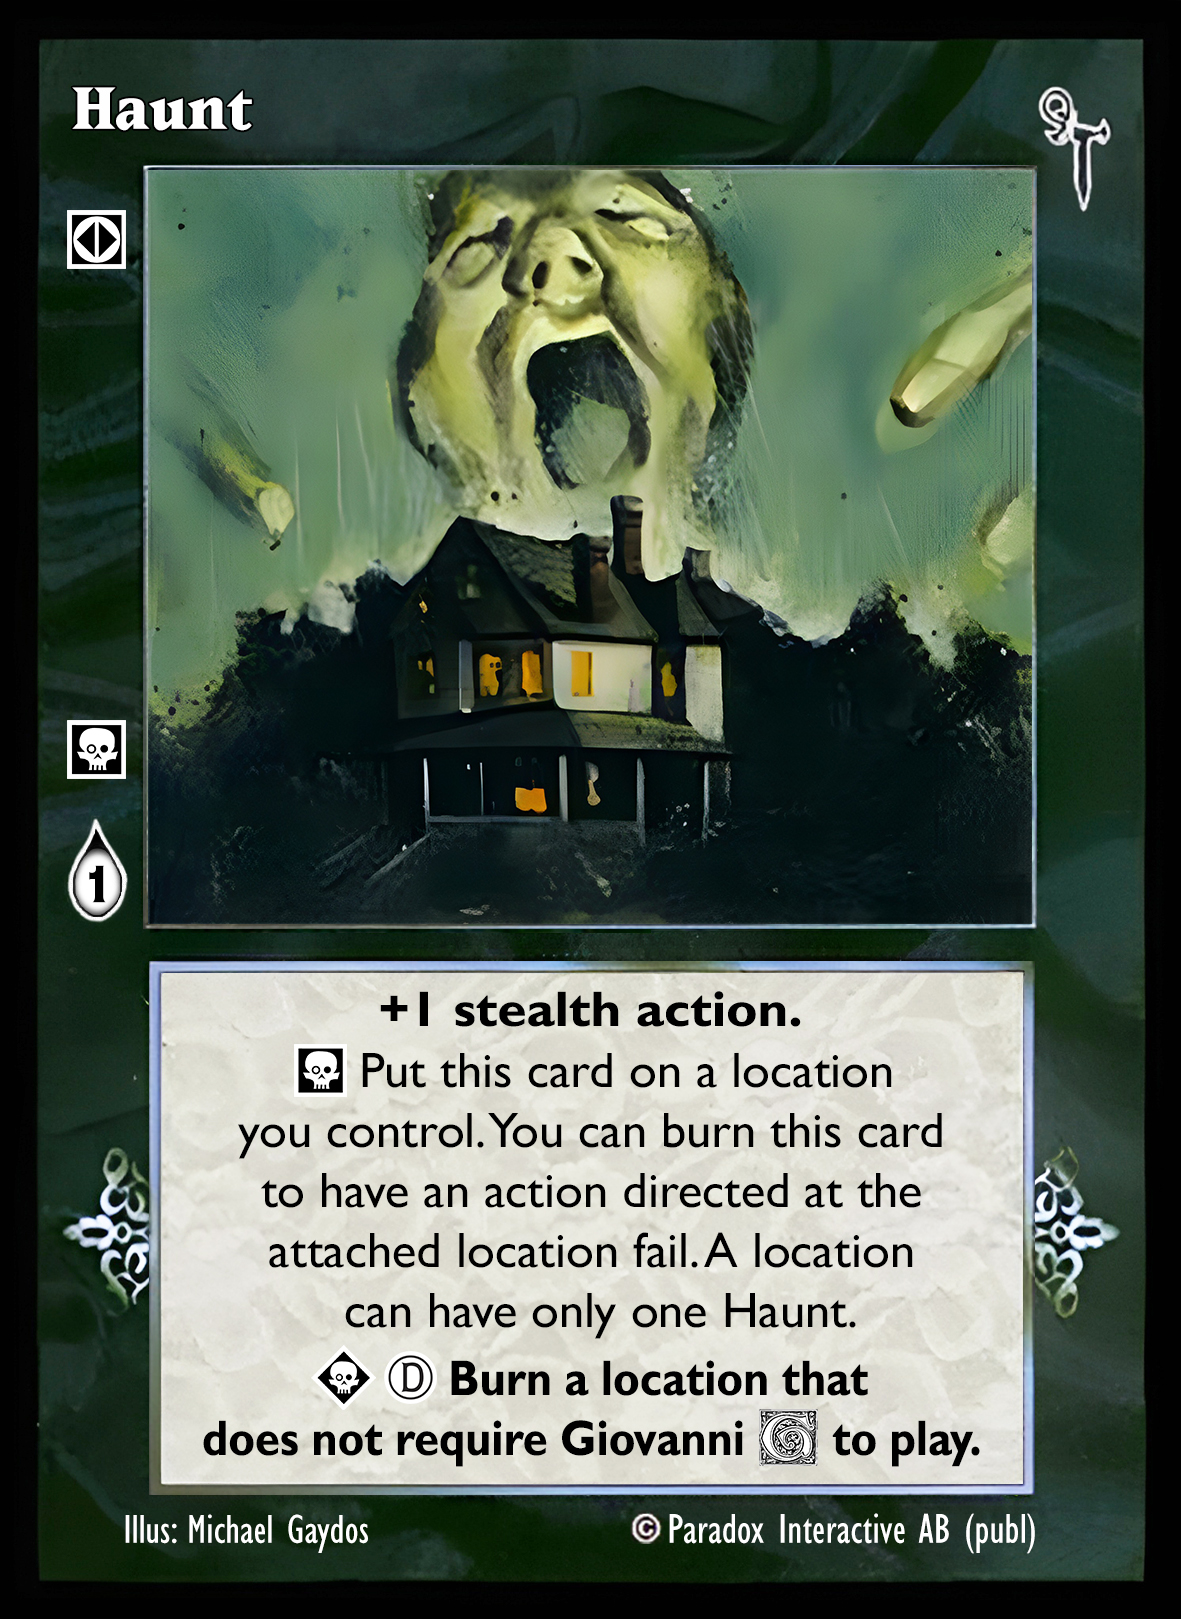 Haunt
1
+1 stealth action.
Put this card on a location
you control. You can burn this card
to have an action directed at the
attached location fail. A location
can have only one Haunt.
D Burn a location that
does not require Giovanni G to play.
Illus: Michael Gaydos
© Paradox Interactive AB (publ)